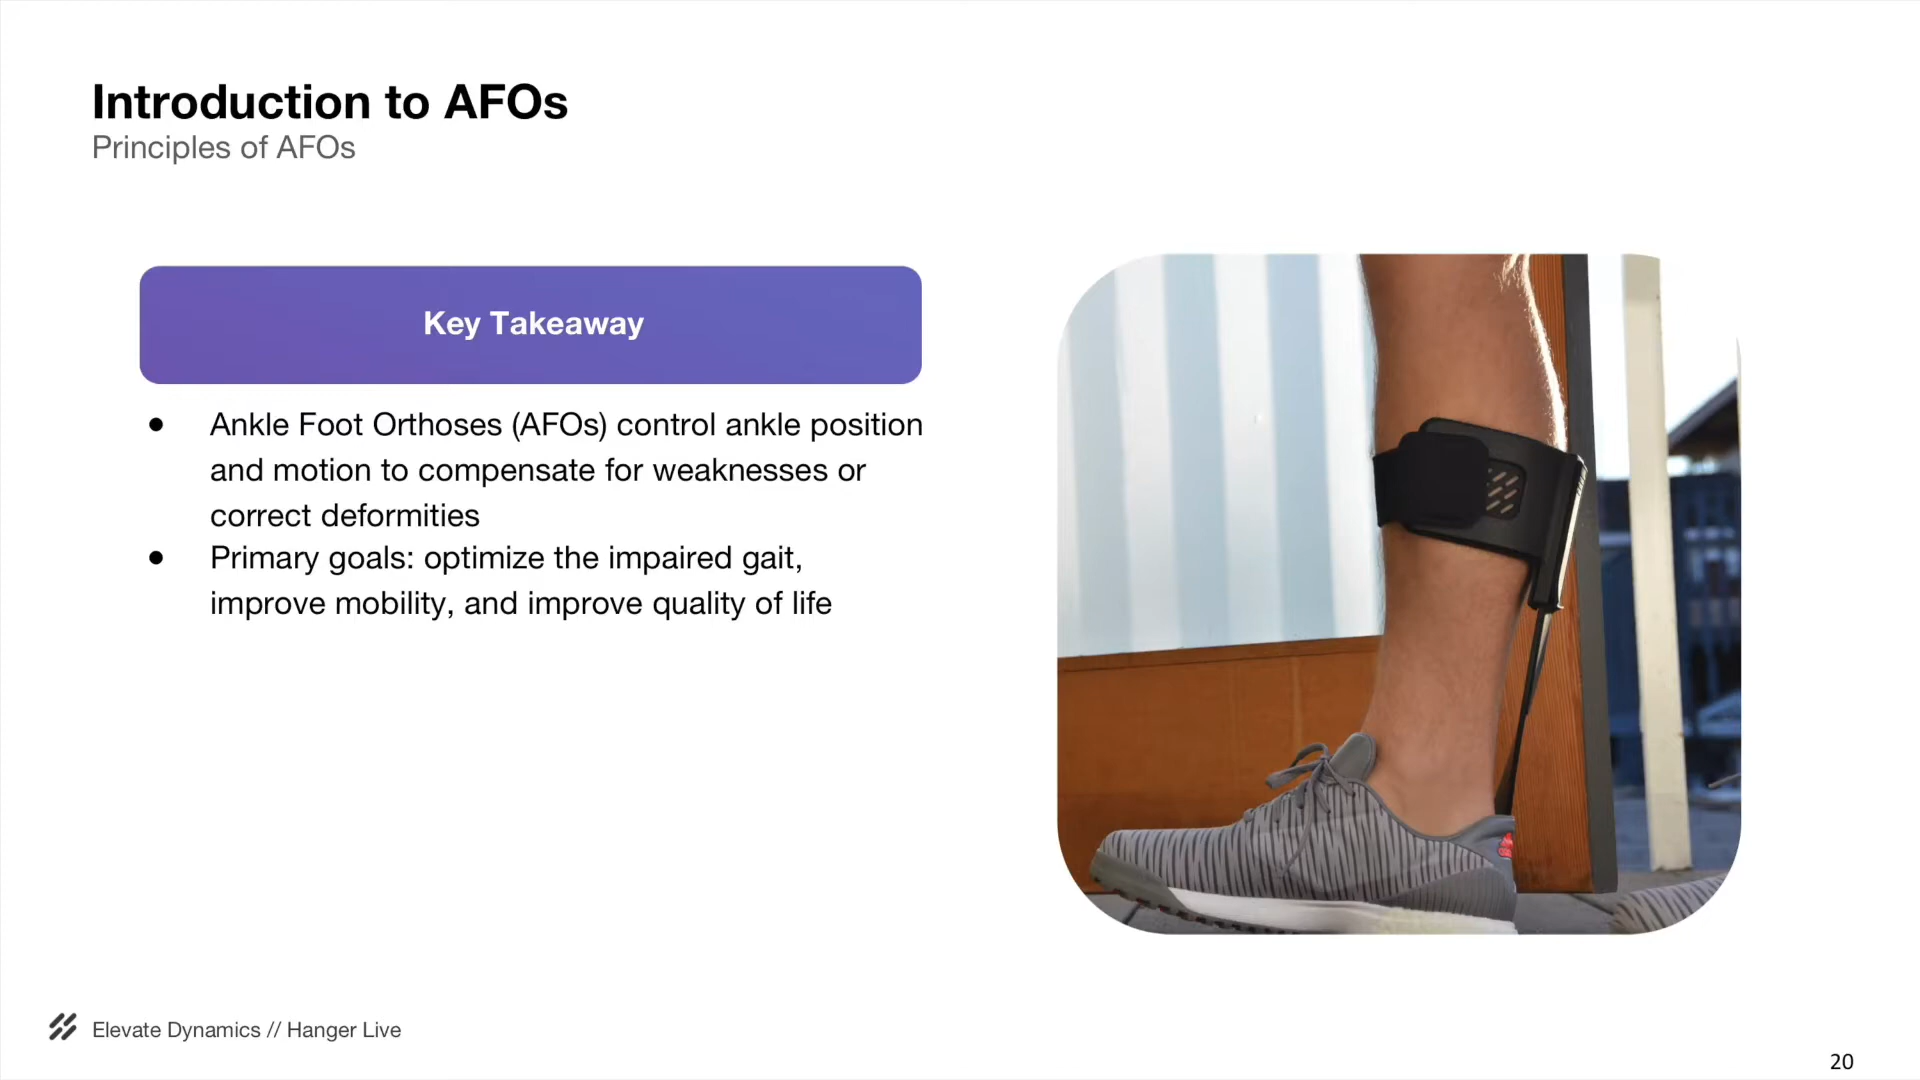 Introduction to AFOs
Principles of AFOs
Key Takeaway
● Ankle Foot Orthoses (AFOs) control ankle position
and motion to compensate for weaknesses or
correct deformities
● Primary goals: optimize the impaired gait,
improve mobility, and improve quality of life
Elevate Dynamics // Hanger Live
20